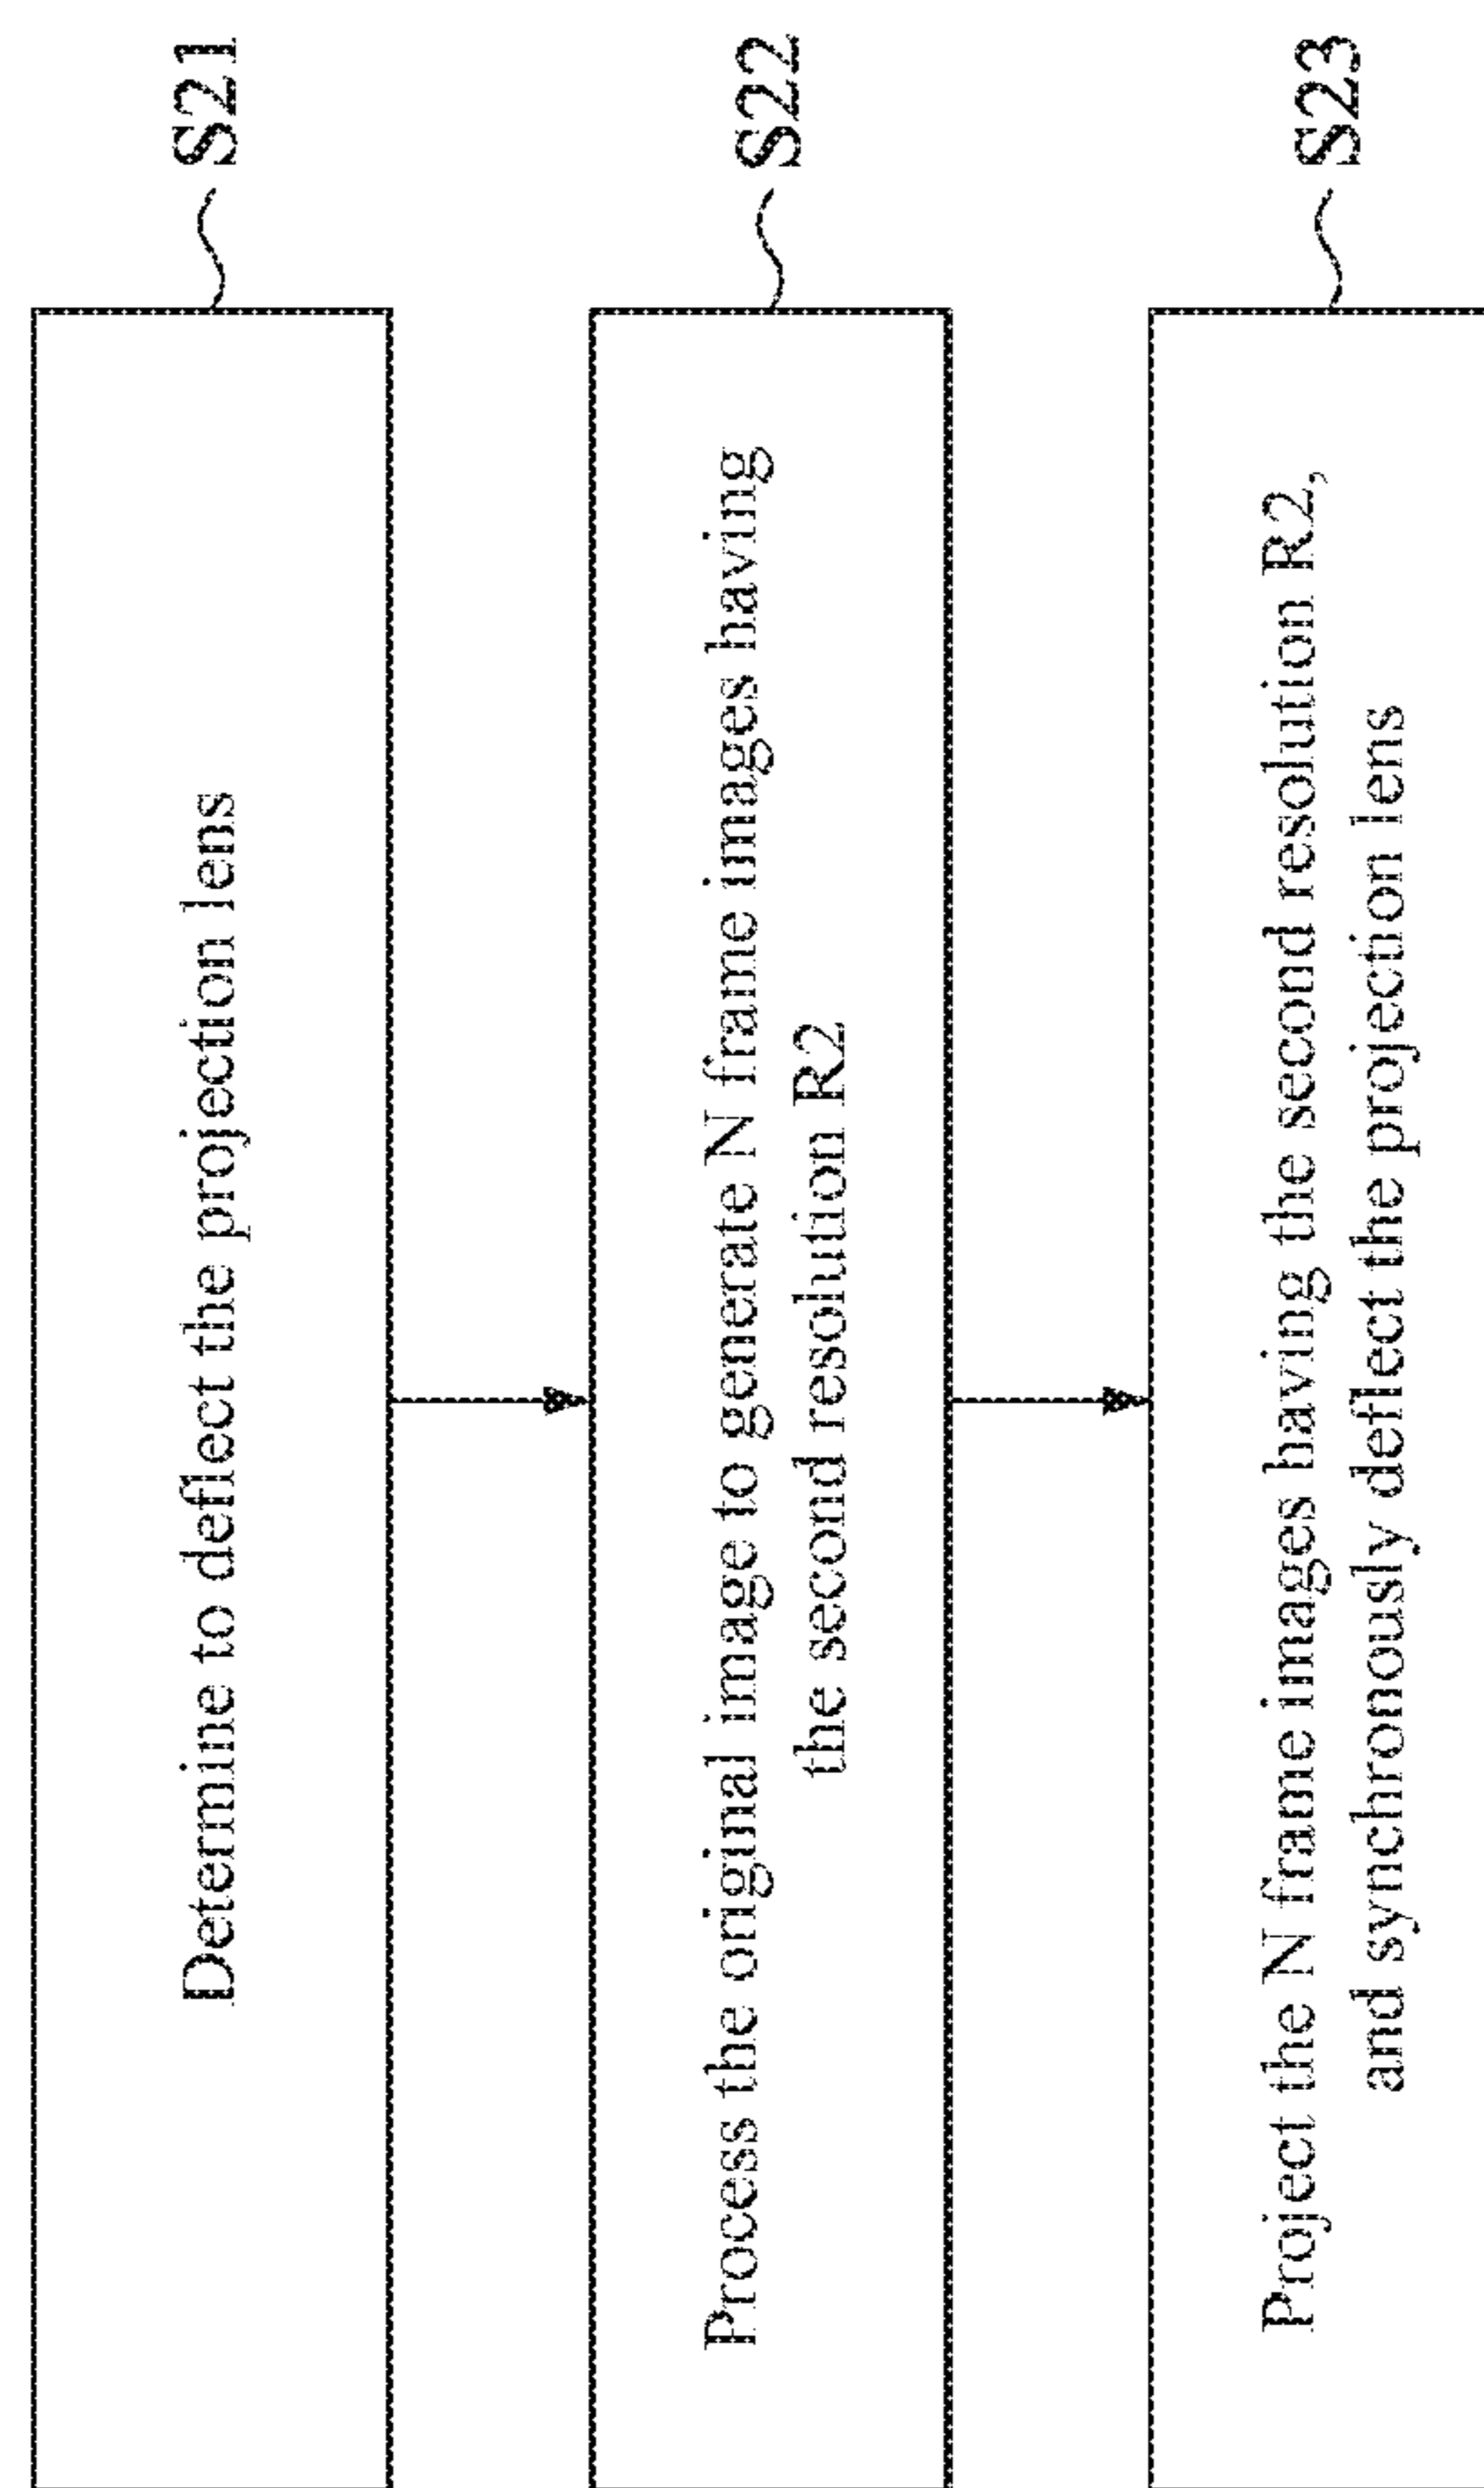 Determine to deflect the projection lens
S21
Process the original image to generate N frame images having
the second resolution R2
S22
Project the N frame images having the second resolution R2,
and synchronously deflect the projection lens
S23